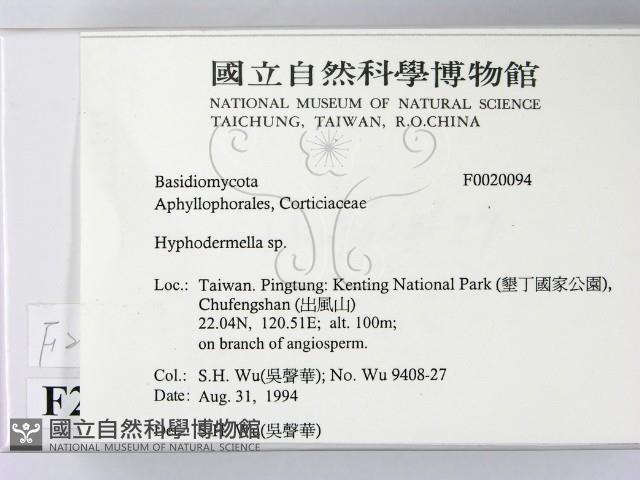 國立自然科學博物館
NATIONAL MUSEUM OF NATURAL SCIENCE
TAICHUNG, TAIWAN, R.O.CHINA
Basidiomycota F0020094
Aphyllophorales, Corticiaceae
Hyphodermella sp.
Loc.: Taiwan. Pingtung: Kenting National Park (墾丁國家公園),
Chufengshan (出風山)
22.04N, 120.51E; alt. 100m;
on branch of angiosperm.
Col.: S.H. Wu(吳聲華); No. Wu 9408-27
Date: Aug. 31, 1994
Det.: S.H. Wu(吳聲華)
F2
國立自然科學博物館
NATIONAL MUSEUM OF NATURAL SCIENCE